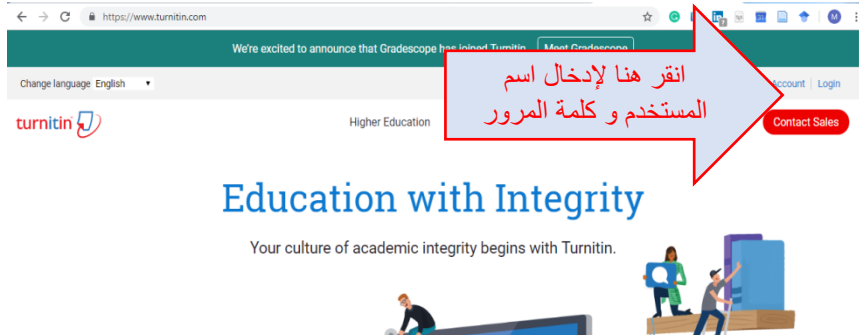 https://www.turnitin.com
We're excited to announce that Gradescope has joined Turnitin
Meet Gradescope
Change language English
Account | Login
turnitin
Higher Education
Contact Sales
انقر هنا لإدخال اسم
المستخدم و كلمة المرور
Education with Integrity
Your culture of academic integrity begins with Turnitin.